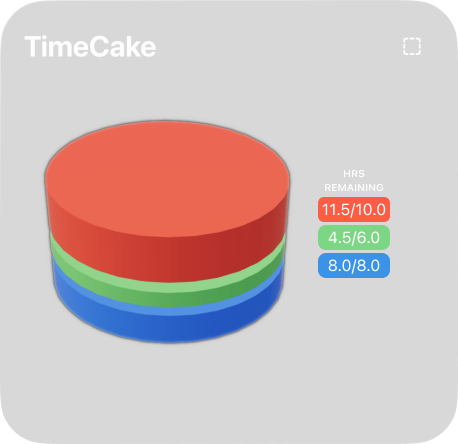 TimeCake
HRS
REMAINING
11.5/10.0
4.5/6.0
8.0/8.0